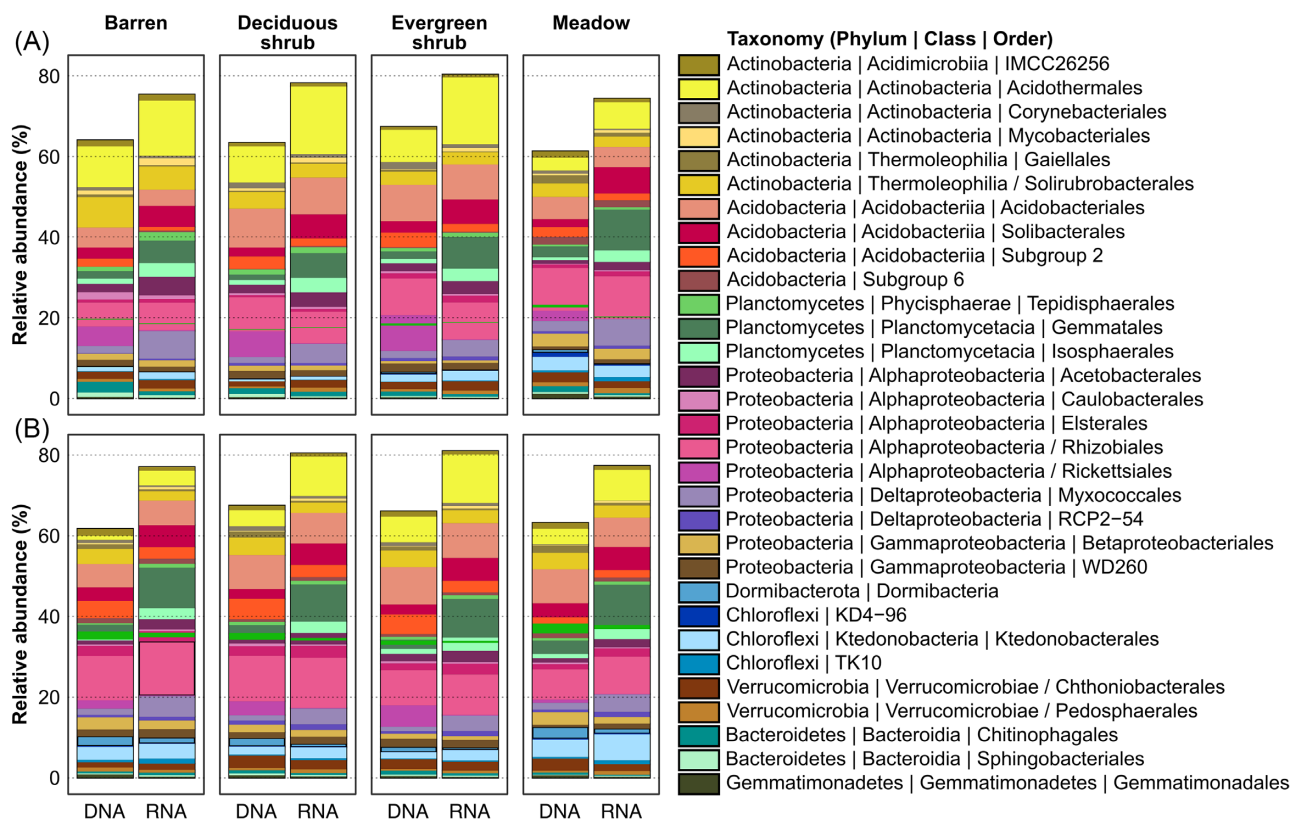 Barren
Deciduous
shrub
Evergreen
shrub
Meadow
(A)
Relative abundance (%)
80
60
40
20
0
(B)
Relative abundance (%)
80
60
40
20
0
DNA RNA DNA RNA DNA RNA DNA RNA
Taxonomy (Phylum | Class | Order)
Actinobacteria | Acidimicrobiia | IMCC26256
Actinobacteria | Actinobacteria | Acidothermales
Actinobacteria | Actinobacteria | Corynebacteriales
Actinobacteria | Actinobacteria | Mycobacteriales
Actinobacteria | Thermoleophilia | Gaiellales
Actinobacteria | Thermoleophilia / Solirubrobacterales
Acidobacteria | Acidobacteriia | Acidobacteriales
Acidobacteria | Acidobacteriia | Solibacterales
Acidobacteria | Acidobacteriia | Subgroup 2
Acidobacteria | Subgroup 6
Planctomycetes | Phycisphaerae | Tepidisphaerales
Planctomycetes | Planctomycetacia | Gemmatales
Planctomycetes | Planctomycetacia | Isosphaerales
Proteobacteria | Alphaproteobacteria | Acetobacterales
Proteobacteria | Alphaproteobacteria | Caulobacterales
Proteobacteria | Alphaproteobacteria | Elsterales
Proteobacteria | Alphaproteobacteria / Rhizobiales
Proteobacteria | Alphaproteobacteria / Rickettsiales
Proteobacteria | Deltaproteobacteria | Myxococcales
Proteobacteria | Deltaproteobacteria | RCP2−54
Proteobacteria | Gammaproteobacteria | Betaproteobacteriales
Proteobacteria | Gammaproteobacteria | WD260
Dormibacterota | Dormibacteria
Chloroflexi | KD4−96
Chloroflexi | Ktedonobacteria | Ktedonobacterales
Chloroflexi | TK10
Verrucomicrobia | Verrucomicrobiae / Chthoniobacterales
Verrucomicrobia | Verrucomicrobiae / Pedosphaerales
Bacteroidetes | Bacteroidia | Chitinophagales
Bacteroidetes | Bacteroidia | Sphingobacteriales
Gemmatimonadetes | Gemmatimonadetes | Gemmatimonadales